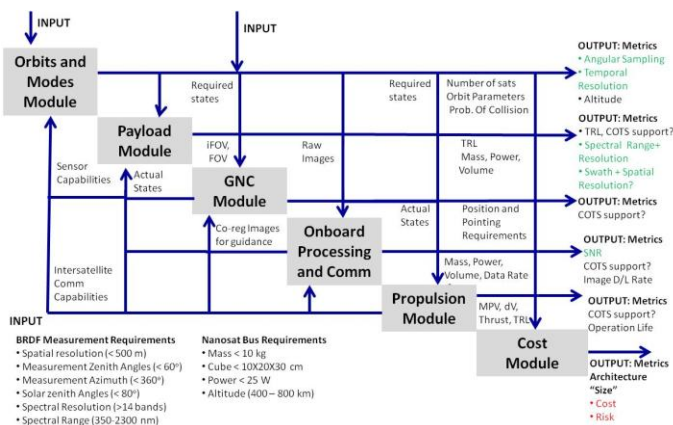 INPUT
INPUT
Orbits and
Modes
Module
OUTPUT: Metrics
• Angular Sampling
• Temporal
Resolution
• Altitude
Required
states
Required
states
Number of sats
Orbit Parameters
Prob. Of Collision
Payload
Module
OUTPUT: Metrics
• TRL, COTS support?
• Spectral Range+
Resolution
• Swath + Spatial
Resolution?
iFOV,
FOV
Raw
Images
TRL
Mass, Power,
Volume
Sensor
Capabilities
Actual
States
GNC
Module
OUTPUT: Metrics
COTS support?
Co-reg Images
for guidance
Actual
States
Position and
Pointing
Requirements
Onboard
Processing
and Comm
OUTPUT: Metrics
SNR
COTS support?
Image D/L Rate
Intersatellite
Comm
Capabilities
Mass, Power,
Volume, Data Rate
Propulsion
Module
MPV, dV,
Thrust, TRL
OUTPUT: Metrics
COTS support?
Operation Life
INPUT
BRDF Measurement Requirements
• Spatial resolution (< 500 m)
• Measurement Zenith Angles (< 60°)
• Measurement Azimuth (< 360°)
• Solar zenith Angles (< 80°)
• Spectral Resolution (>14 bands)
• Spectral Range (350-2300 nm)
Nanosat Bus Requirements
• Mass < 10 kg
• Cube < 10X20X30 cm
• Power < 25 W
• Altitude (400 – 800 km)
Cost
Module
OUTPUT: Metrics
Architecture
"Size"
• Cost
• Risk